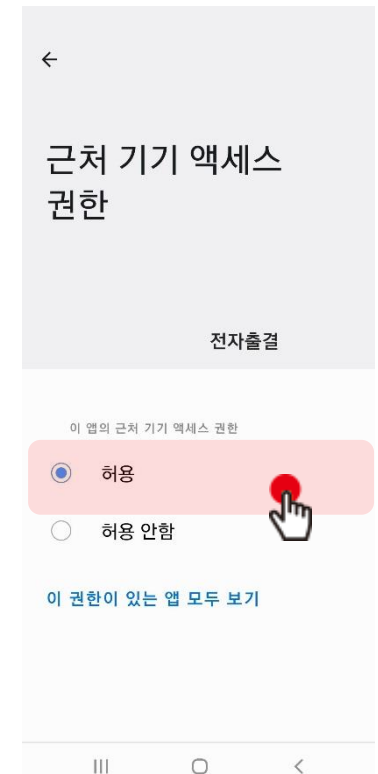 근처 기기 액세스
권한
전자출결
이 앱의 근처 기기 액세스 권한
허용
허용 안함
이 권한이 있는 앱 모두 보기